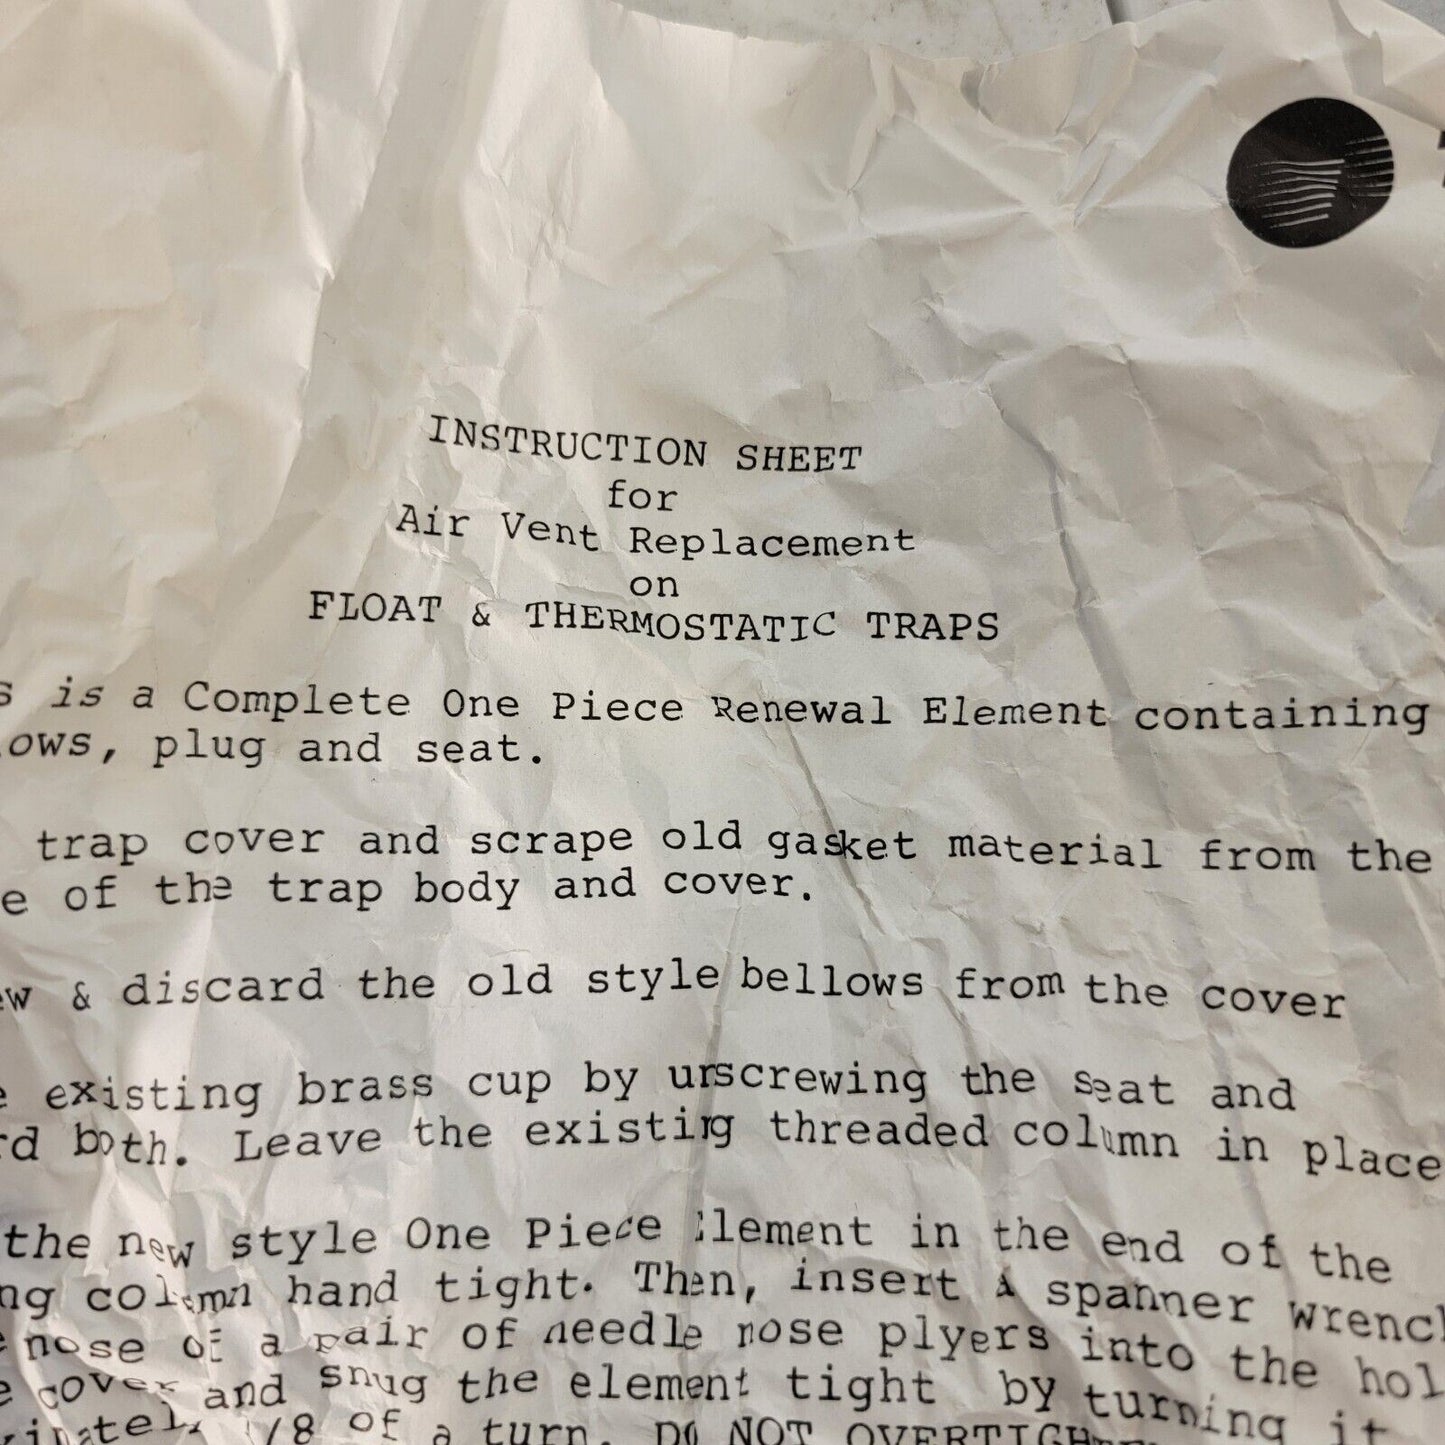 INSTRUCTION SHEET
for
Air Vent Replacement
on
FLOAT & THERMOSTATIC TRAPS
is a Complete One Piece Renewal Element containing
plug and seat.
trap cover and scrape old gasket material from the
of the trap body and cover.
& discard the old style bellows from the cover
existing brass cup by unscrewing the seat and
both. Leave the existing threaded column in place
the new style One Piece Element in the end of the
column hand tight. Then, insert a spanner wrench
nose of a pair of needle nose plyers into the
cover and snug the element tight by turning it
/8 of a turn. DO NOT